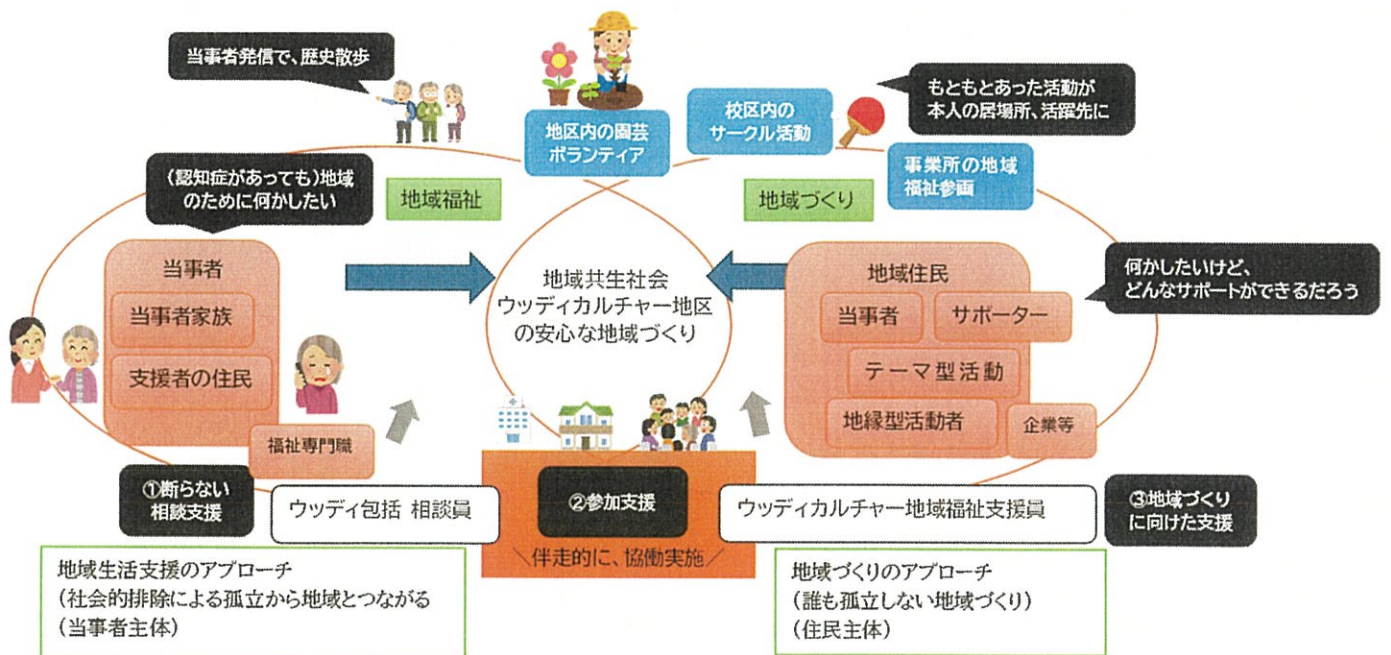 当事者発信で、歴史散歩
地区内の園芸
ボランティア
校区内の
サークル活動
もともとあった活動が
本人の居場所、活躍先に
事業所の地域
福祉参画
(認知症があっても)地域
のために何かしたい
地域福祉
地域づくり
当事者
当事者家族
支援者の住民
福祉専門職
地域共生社会
ウッディカルチャー地区
の安心な地域づくり
地域住民
当事者
サポーター
テーマ型活動
地縁型活動者
企業等
何かしたいけど、
どんなサポートができるだろう
①断らない
相談支援
ウッディ包括 相談員
②参加支援
＼伴走的に、協働実施／
ウッディカルチャー地域福祉支援員
③地域づくり
に向けた支援
地域生活支援のアプローチ
(社会的排除による孤立から地域とつながる
(当事者主体)
地域づくりのアプローチ
(誰も孤立しない地域づくり)
(住民主体)